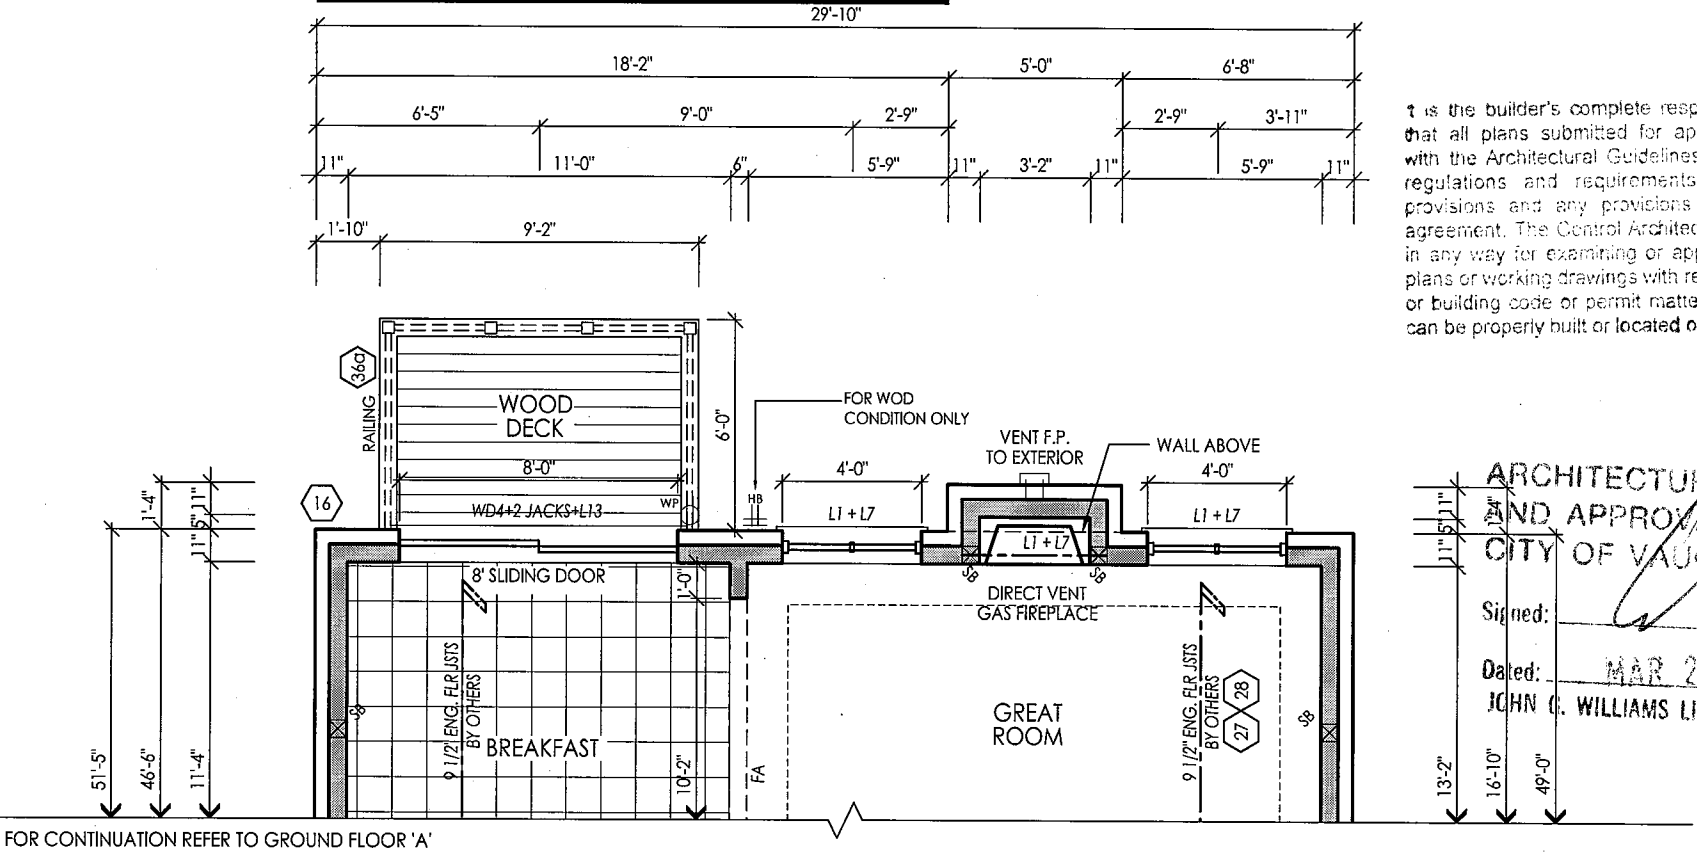 29'-10"
18'-2"
5'-0"
6'-8"
6'-5"
9'-0"
2'-9"
2'-9"
3'-11"
11"
11'-0"
6"
5'-9"
11"
3'-2"
11"
5'-9"
11"
1'-10"
9'-2"
t is the builder's complete resp
that all plans submitted for ap
with the Architectural Guidelines
regulations and requirements
provisions and any provisions
agreement. The Control Architec
in any way for examining or app
plans or working drawings with re
or building code or permit matte
can be properly built or located o
36a
RAILING
WOOD
DECK
6'-0"
FOR WOD
CONDITION ONLY
VENT F.P.
TO EXTERIOR
WALL ABOVE
8'-0"
4'-0"
4'-0"
16
WD4+2 JACKS+L13
WP
HB
L1 + L7
L1 + L7
L1 + L7
1'-4"
11"
5"
11"
11"
5"
11"
ARCHITECTUR
AND APPROVA
CITY OF VAUG
8' SLIDING DOOR
1'-0"
SB
SB
DIRECT VENT
GAS FIREPLACE
Signed:
Dated: MAR 2
JOHN G. WILLIAMS LI
9 1/2" ENG. FLR JSTS
BY OTHERS
9 1/2" ENG. FLR JSTS
BY OTHERS
28
27
SB
SB
BREAKFAST
GREAT
ROOM
FA
51'-5"
46'-6"
11'-4"
10'-2"
13'-2"
16'-10"
49'-0"
FOR CONTINUATION REFER TO GROUND FLOOR 'A'